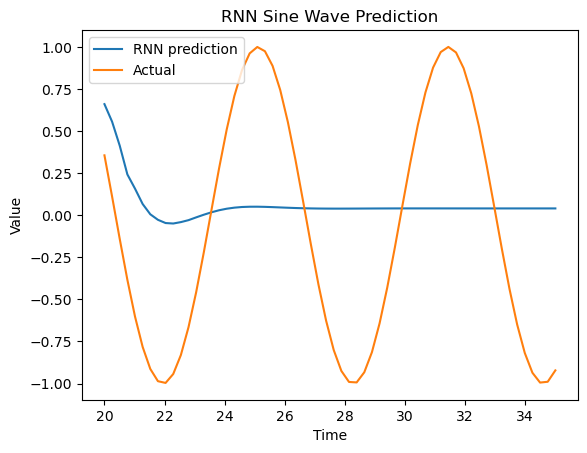 RNN Sine Wave Prediction
RNN prediction
Actual
1.00
0.75
0.50
0.25
0.00
−0.25
−0.50
−0.75
−1.00
Value
20 22 24 26 28 30 32 34
Time